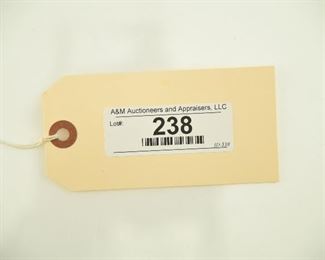 A&M Auctioneers and Appraisers, LLC
Lot#:
238